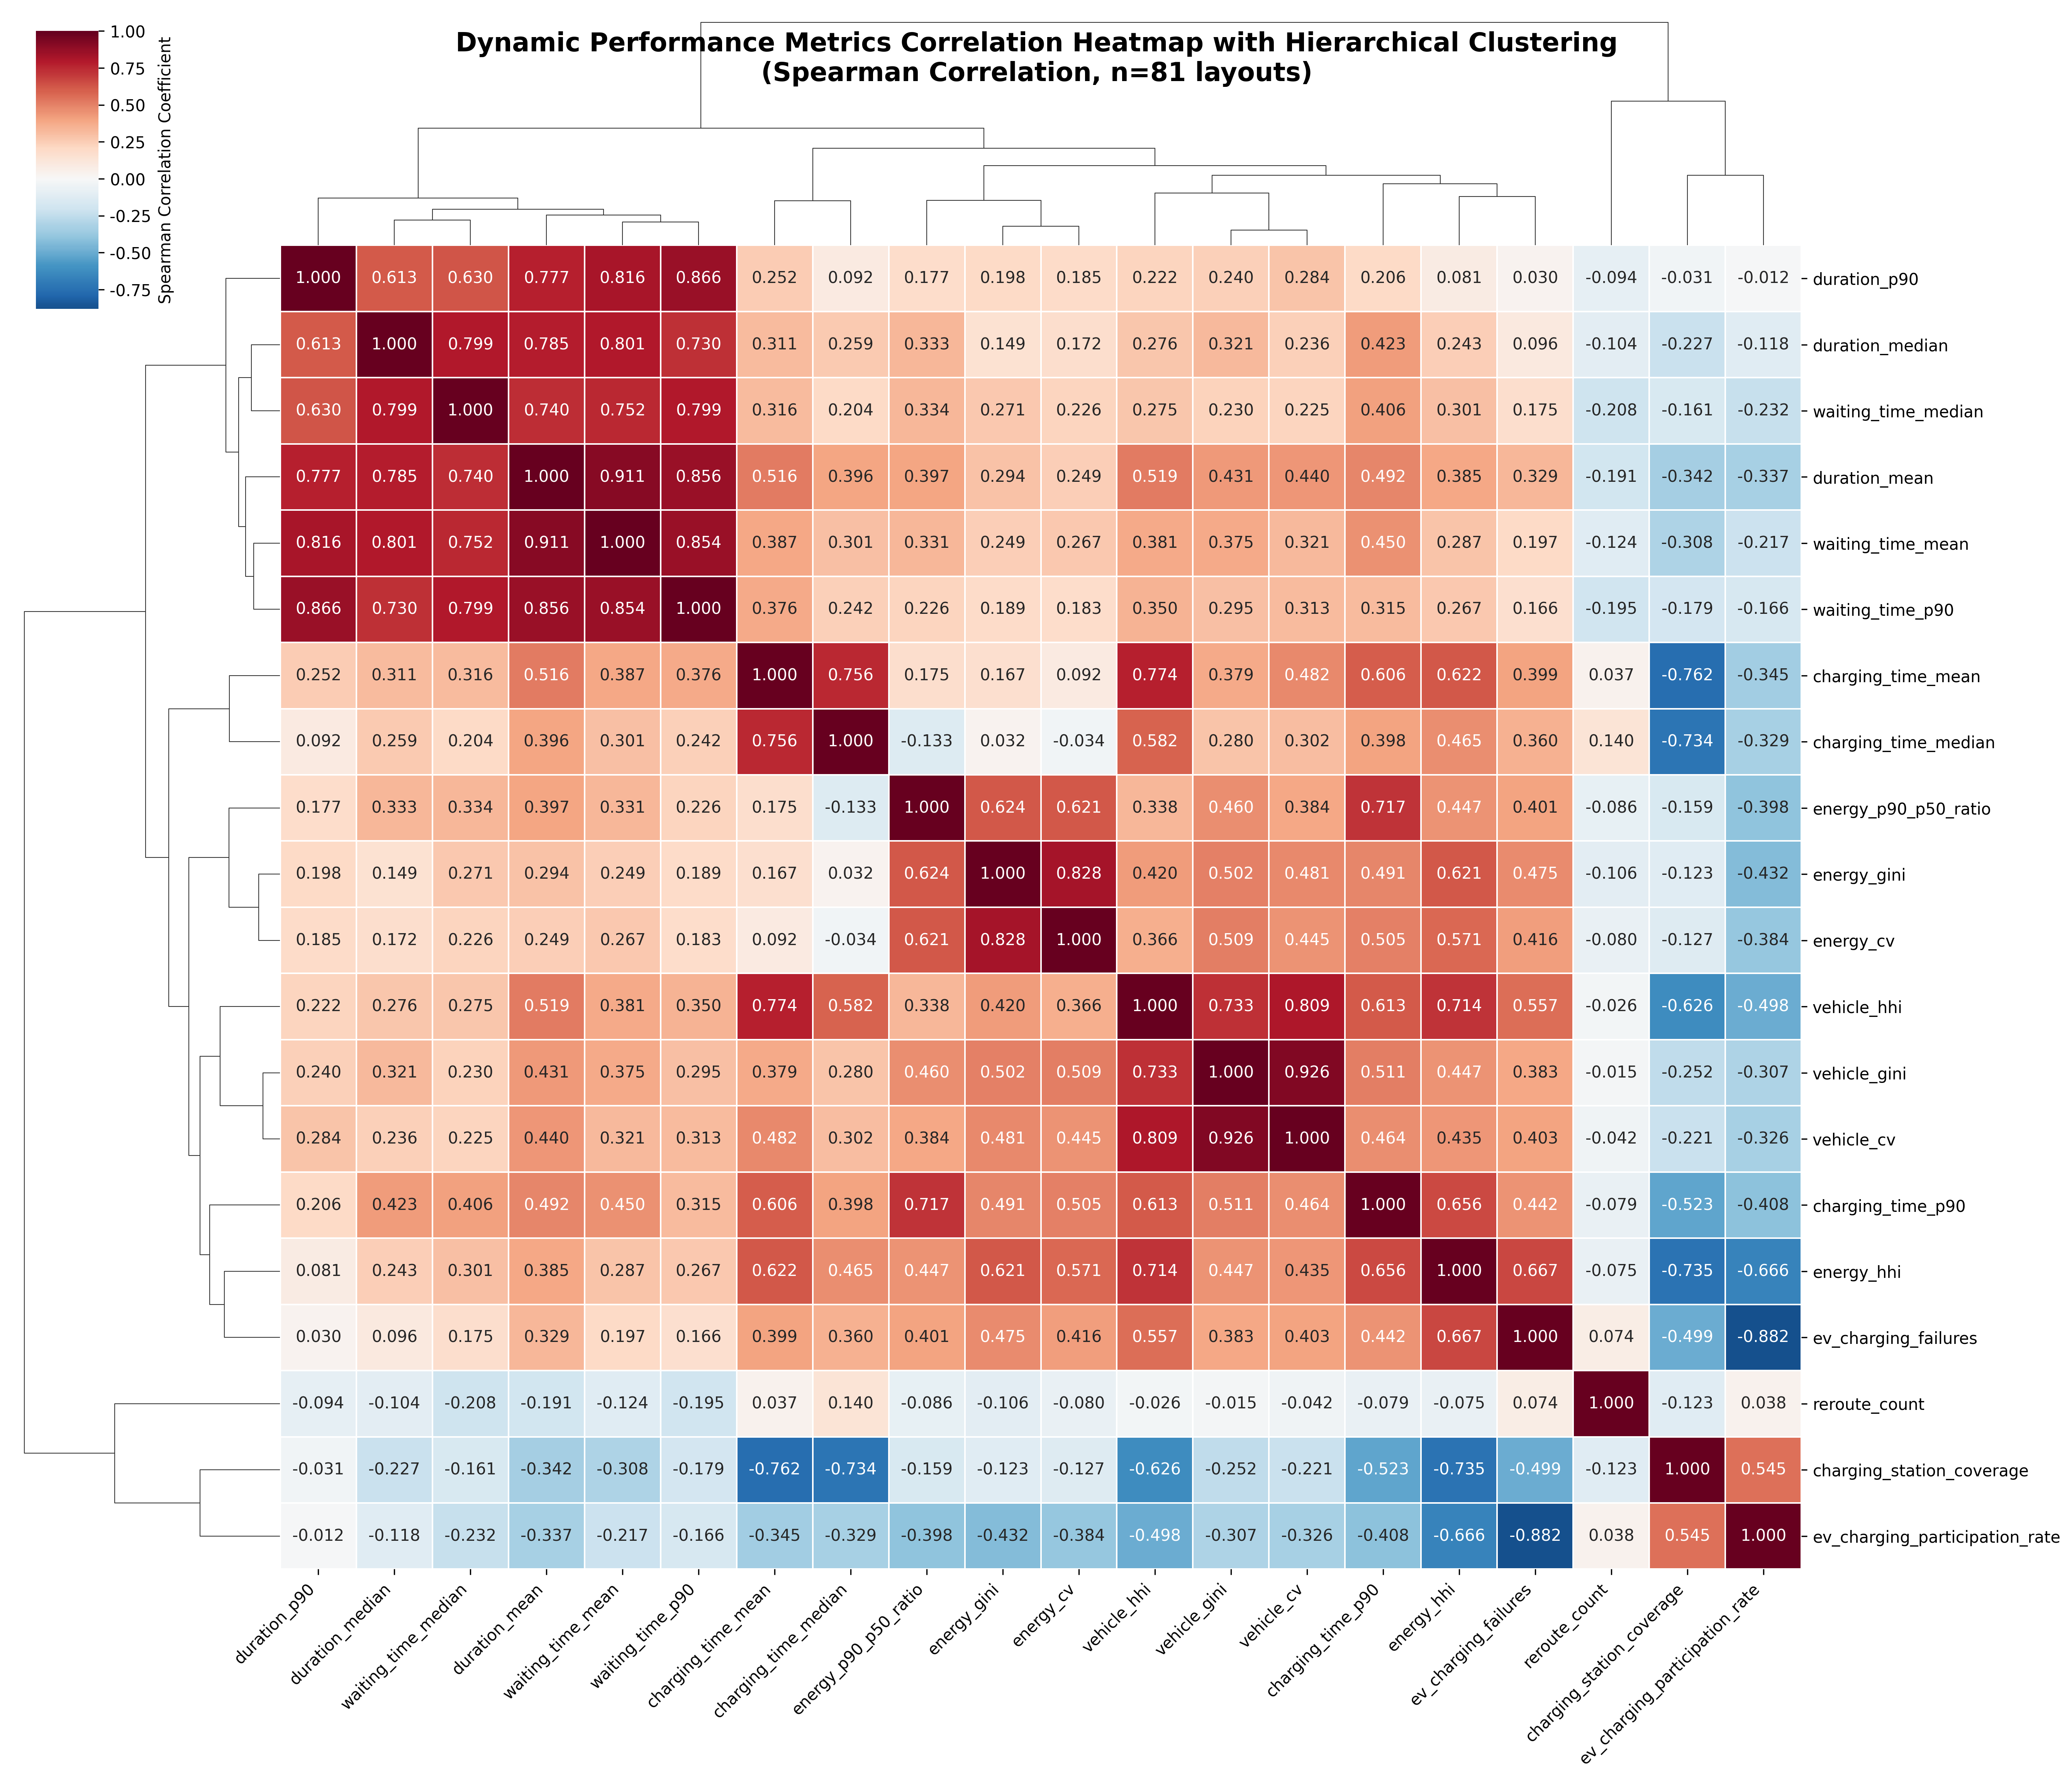 Dynamic Performance Metrics Correlation Heatmap with Hierarchical Clustering
(Spearman Correlation, n=81 layouts)
1.00
0.75
0.50
0.25
0.00
-0.25
-0.50
-0.75
Spearman Correlation Coefficient
1.000 0.613 0.630 0.777 0.816 0.866 0.252 0.092 0.177 0.198 0.185 0.222 0.240 0.284 0.206 0.081 0.030 -0.094 -0.031 -0.012 duration_p90
0.613 1.000 0.799 0.785 0.801 0.730 0.311 0.259 0.333 0.149 0.172 0.276 0.321 0.236 0.423 0.243 0.096 -0.104 -0.227 -0.118 duration_median
0.630 0.799 1.000 0.740 0.752 0.799 0.316 0.204 0.334 0.271 0.226 0.275 0.230 0.225 0.406 0.301 0.175 -0.208 -0.161 -0.232 waiting_time_median
0.777 0.785 0.740 1.000 0.911 0.856 0.516 0.396 0.397 0.294 0.249 0.519 0.431 0.440 0.492 0.385 0.329 -0.191 -0.342 -0.337 duration_mean
0.816 0.801 0.752 0.911 1.000 0.854 0.387 0.301 0.331 0.249 0.267 0.381 0.375 0.321 0.450 0.287 0.197 -0.124 -0.308 -0.217 waiting_time_mean
0.866 0.730 0.799 0.856 0.854 1.000 0.376 0.242 0.226 0.189 0.183 0.350 0.295 0.313 0.315 0.267 0.166 -0.195 -0.179 -0.166 waiting_time_p90
0.252 0.311 0.316 0.516 0.387 0.376 1.000 0.756 0.175 0.167 0.092 0.774 0.379 0.482 0.606 0.622 0.399 0.037 -0.762 -0.345 charging_time_mean
0.092 0.259 0.204 0.396 0.301 0.242 0.756 1.000 -0.133 0.032 -0.034 0.582 0.280 0.302 0.398 0.465 0.360 0.140 -0.734 -0.329 charging_time_median
0.177 0.333 0.334 0.397 0.331 0.226 0.175 -0.133 1.000 0.624 0.621 0.338 0.460 0.384 0.717 0.447 0.401 -0.086 -0.159 -0.398 energy_p90_p50_ratio
0.198 0.149 0.271 0.294 0.249 0.189 0.167 0.032 0.624 1.000 0.828 0.420 0.502 0.481 0.491 0.621 0.475 -0.106 -0.123 -0.432 energy_gini
0.185 0.172 0.226 0.249 0.267 0.183 0.092 -0.034 0.621 0.828 1.000 0.366 0.509 0.445 0.505 0.571 0.416 -0.080 -0.127 -0.384 energy_cv
0.222 0.276 0.275 0.519 0.381 0.350 0.774 0.582 0.338 0.420 0.366 1.000 0.733 0.809 0.613 0.714 0.557 -0.026 -0.626 -0.498 vehicle_hhi
0.240 0.321 0.230 0.431 0.375 0.295 0.379 0.280 0.460 0.502 0.509 0.733 1.000 0.926 0.511 0.447 0.383 -0.015 -0.252 -0.307 vehicle_gini
0.284 0.236 0.225 0.440 0.321 0.313 0.482 0.302 0.384 0.481 0.445 0.809 0.926 1.000 0.464 0.435 0.403 -0.042 -0.221 -0.326 vehicle_cv
0.206 0.423 0.406 0.492 0.450 0.315 0.606 0.398 0.717 0.491 0.505 0.613 0.511 0.464 1.000 0.656 0.442 -0.079 -0.523 -0.408 charging_time_p90
0.081 0.243 0.301 0.385 0.287 0.267 0.622 0.465 0.447 0.621 0.571 0.714 0.447 0.435 0.656 1.000 0.667 -0.075 -0.735 -0.666 energy_hhi
0.030 0.096 0.175 0.329 0.197 0.166 0.399 0.360 0.401 0.475 0.416 0.557 0.383 0.403 0.442 0.667 1.000 0.074 -0.499 -0.882 ev_charging_failures
-0.094 -0.104 -0.208 -0.191 -0.124 -0.195 0.037 0.140 -0.086 -0.106 -0.080 -0.026 -0.015 -0.042 -0.079 -0.075 0.074 1.000 -0.123 0.038 reroute_count
-0.031 -0.227 -0.161 -0.342 -0.308 -0.179 -0.762 -0.734 -0.159 -0.123 -0.127 -0.626 -0.252 -0.221 -0.523 -0.735 -0.499 -0.123 1.000 0.545 charging_station_coverage
-0.012 -0.118 -0.232 -0.337 -0.217 -0.166 -0.345 -0.329 -0.398 -0.432 -0.384 -0.498 -0.307 -0.326 -0.408 -0.666 -0.882 0.038 0.545 1.000 ev_charging_participation_rate
duration_p90
duration_median
waiting_time_median
duration_mean
waiting_time_mean
waiting_time_p90
charging_time_mean
charging_time_median
energy_p90_p50_ratio
energy_gini
energy_cv
vehicle_hhi
vehicle_gini
vehicle_cv
charging_time_p90
energy_hhi
ev_charging_failures
reroute_count
charging_station_coverage
ev_charging_participation_rate